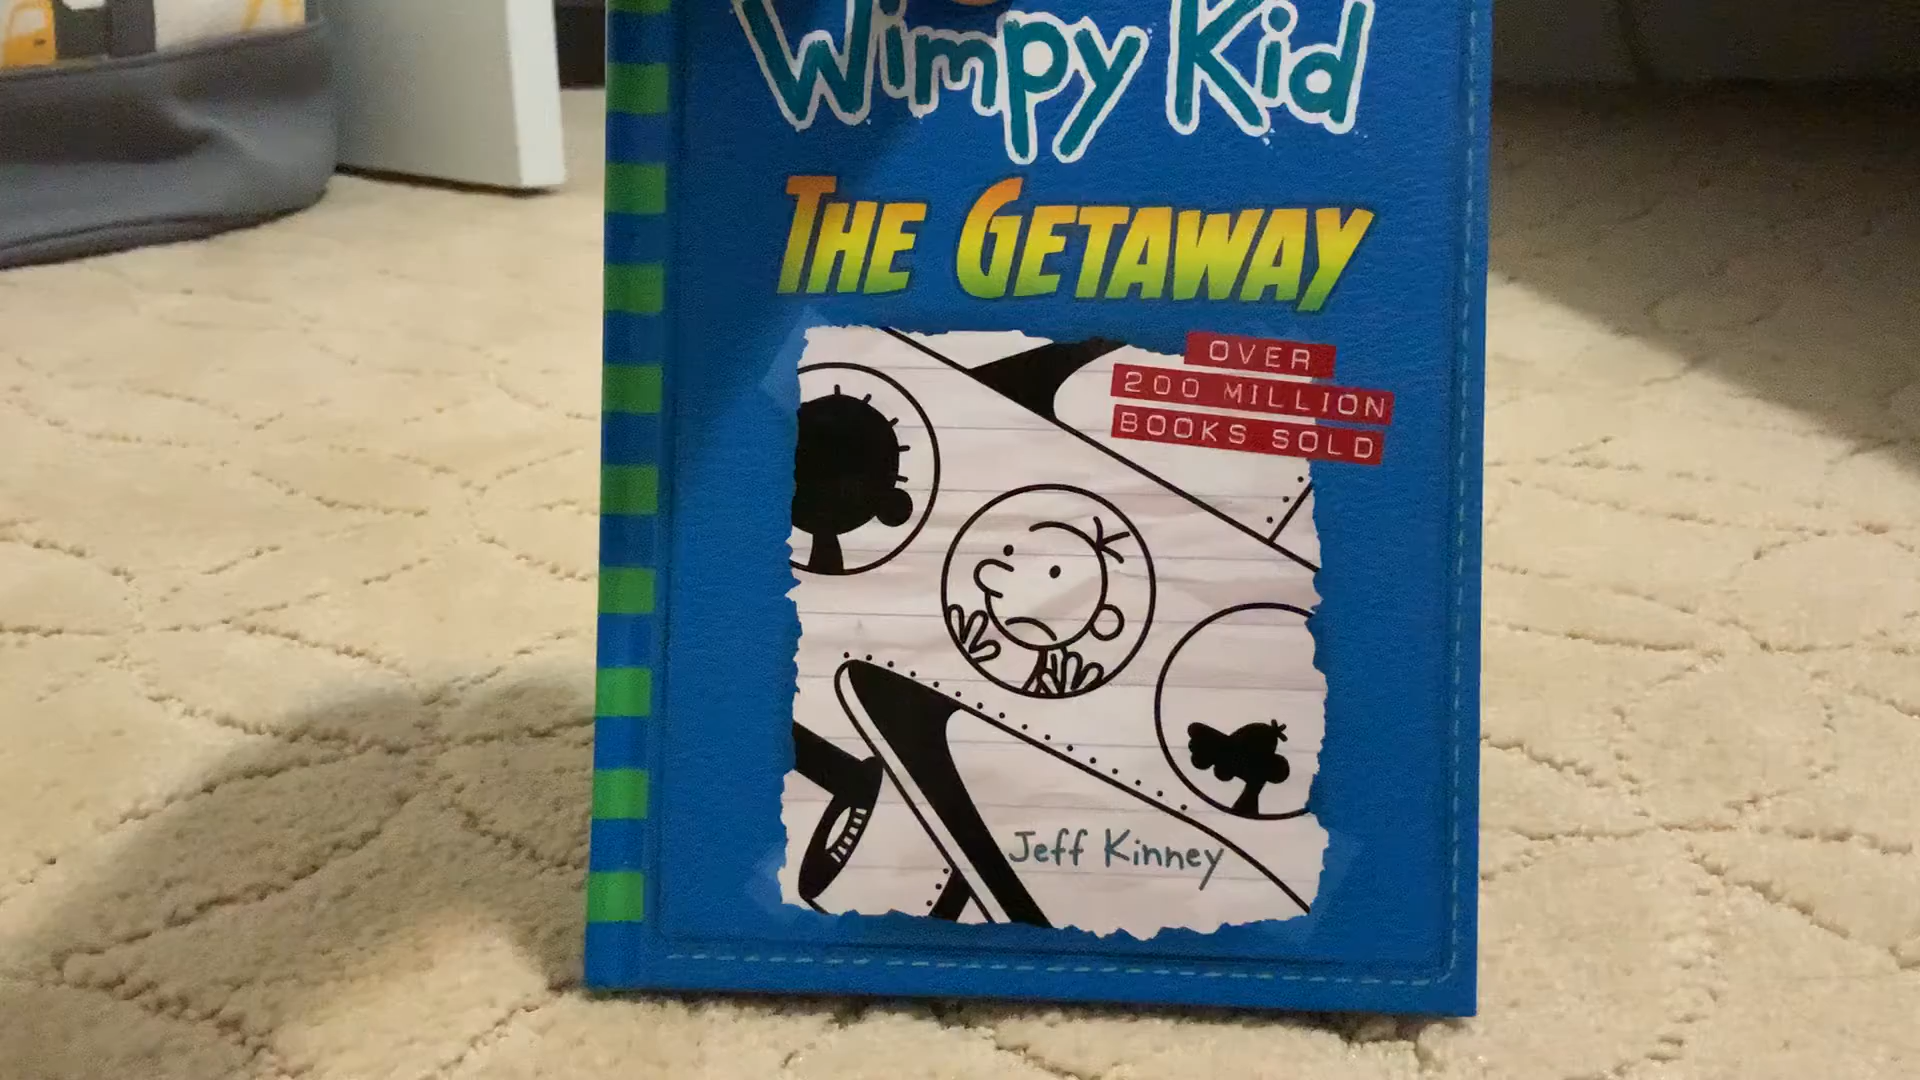 Wimpy Kid
THE GETAWAY
OVER
200 MILLION
BOOKS SOLD
Jeff Kinney